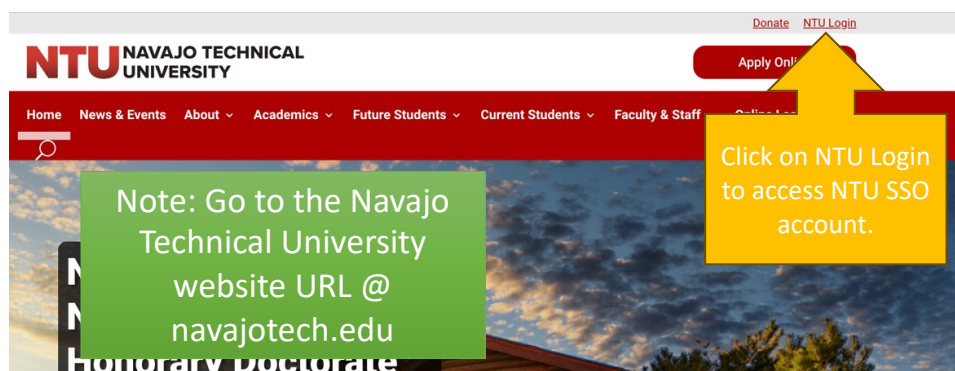 Donate NTU Login
NTU NAVAJO TECHNICAL
UNIVERSITY
Apply
Home News & Events About Academics Future Students Current Students Faculty & Staff
Click on NTU Login
to access NTU SSO
account.
Note: Go to the Navajo
Technical University
website URL @
navajotech.edu
Honorary Doctorate